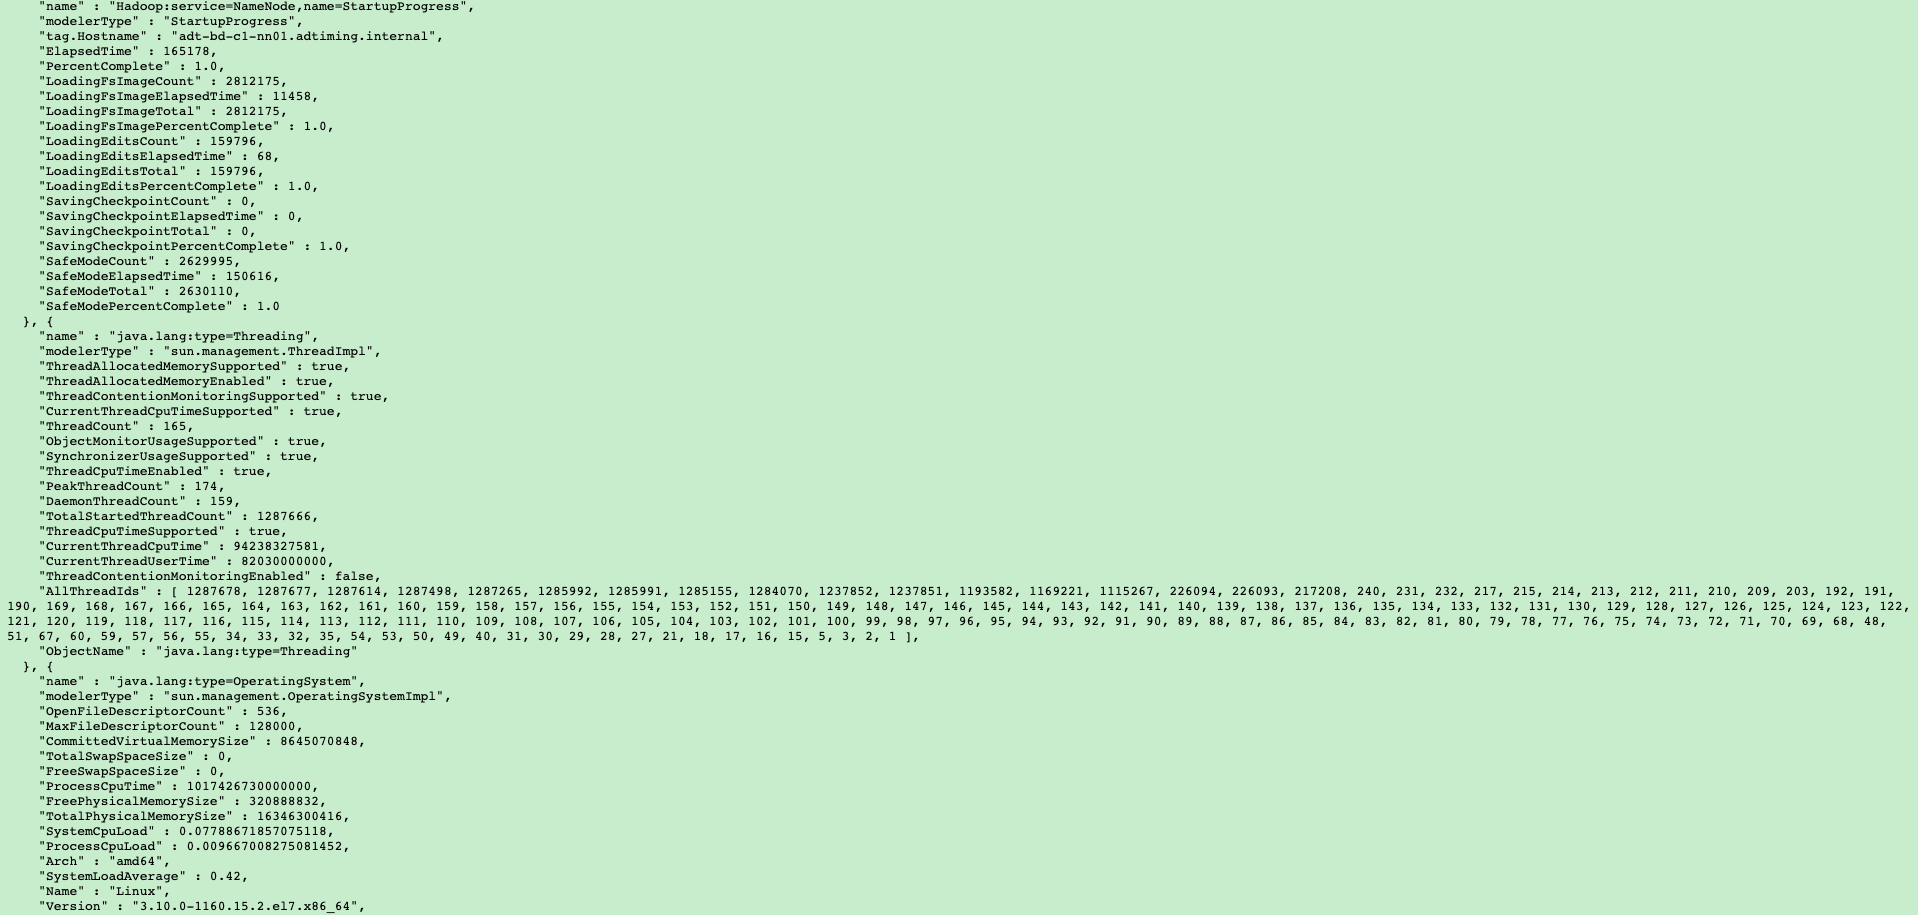 "name" : "Hadoop:service=NameNode,name=StartupProgress",
"modelerType" : "StartupProgress",
"tag.Hostname" : "adt-bd-c1-nn01.adtiming.internal",
"ElapsedTime" : 165178,
"PercentComplete" : 1.0,
"LoadingFsImageCount" : 2812175,
"LoadingFsImageElapsedTime" : 11458,
"LoadingFsImageTotal" : 2812175,
"LoadingFsImagePercentComplete" : 1.0,
"LoadingEditsCount" : 159796,
"LoadingEditsElapsedTime" : 68,
"LoadingEditsTotal" : 159796,
"LoadingEditsPercentComplete" : 1.0,
"SavingCheckpointCount" : 0,
"SavingCheckpointElapsedTime" : 0,
"SavingCheckpointTotal" : 0,
"SavingCheckpointPercentComplete" : 1.0,
"SafeModeCount" : 2629995,
"SafeModeElapsedTime" : 150616,
"SafeModeTotal" : 2630110,
"SafeModePercentComplete" : 1.0
}, {
"name" : "java.lang:type=Threading",
"modelerType" : "sun.management.ThreadImpl",
"ThreadAllocatedMemorySupported" : true,
"ThreadAllocatedMemoryEnabled" : true,
"ThreadContentionMonitoringSupported" : true,
"CurrentThreadCpuTimeSupported" : true,
"ThreadCount" : 165,
"ObjectMonitorUsageSupported" : true,
"SynchronizerUsageSupported" : true,
"ThreadCpuTimeEnabled" : true,
"PeakThreadCount" : 174,
"DaemonThreadCount" : 159,
"TotalStartedThreadCount" : 1287666,
"ThreadCpuTimeSupported" : true,
"CurrentThreadCpuTime" : 94238327581,
"CurrentThreadUserTime" : 82030000000,
"ThreadContentionMonitoringEnabled" : false,
"AllThreadIds" : [ 1287678, 1287677, 1287614, 1287498, 1287265, 1285992, 1285991, 1285155, 1284070, 1237852, 1237851, 1193582, 1169221, 1115267, 226094, 226093, 217208, 240, 231, 232, 217, 215, 214, 213, 212, 211, 210, 209, 203, 192, 191,
190, 169, 168, 167, 166, 165, 164, 163, 162, 161, 160, 159, 158, 157, 156, 155, 154, 153, 152, 151, 150, 149, 148, 147, 146, 145, 144, 143, 142, 141, 140, 139, 138, 137, 136, 135, 134, 133, 132, 131, 130, 129, 128, 127, 126, 125, 124, 123, 122,
121, 120, 119, 118, 117, 116, 115, 114, 113, 112, 111, 110, 109, 108, 107, 106, 105, 104, 103, 102, 101, 100, 99, 98, 97, 96, 95, 94, 93, 92, 91, 90, 89, 88, 87, 86, 85, 84, 83, 82, 81, 80, 79, 78, 77, 76, 75, 74, 73, 72, 71, 70, 69, 68, 48,
51, 67, 60, 59, 57, 56, 55, 34, 33, 32, 35, 54, 53, 50, 49, 40, 31, 30, 29, 28, 27, 21, 18, 17, 16, 15, 5, 3, 2, 1 ],
"ObjectName" : "java.lang:type=Threading"
}, {
"name" : "java.lang:type=OperatingSystem",
"modelerType" : "sun.management.OperatingSystemImpl",
"OpenFileDescriptorCount" : 536,
"MaxFileDescriptorCount" : 128000,
"CommittedVirtualMemorySize" : 8645070848,
"TotalSwapSpaceSize" : 0,
"FreeSwapSpaceSize" : 0,
"ProcessCpuTime" : 1017426730000000,
"FreePhysicalMemorySize" : 320888832,
"TotalPhysicalMemorySize" : 16346300416,
"SystemCpuLoad" : 0.07788671857075118,
"ProcessCpuLoad" : 0.009667008275081452,
"Arch" : "amd64",
"SystemLoadAverage" : 0.42,
"Name" : "Linux",
"Version" : "3.10.0-1160.15.2.el7.x86_64",